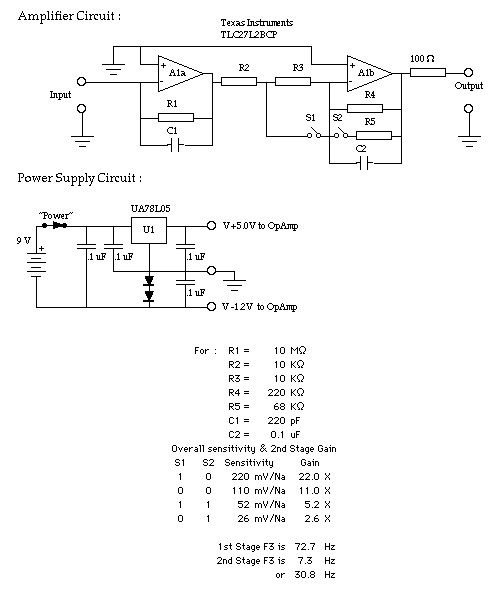 Amplifier Circuit :
Texas Instruments
TLC27L2BCP
A1a
A1b
100 Ω
R2
R3
Input
R1
C1
R4
S1
S2
R5
C2
Output
Power Supply Circuit :
"Power"
UA78L05
U1
V+5.0V to OpAmp
9 V
.1 uF
.1 uF
.1 uF
.1 uF
V -1.2V to OpAmp
For : R1 = 10 MΩ
R2 = 10 KΩ
R3 = 10 KΩ
R4 = 220 KΩ
R5 = 68 KΩ
C1 = 220 pF
C2 = 0.1 uF
Overall sensitivity & 2nd Stage Gain
S1 S2 Sensitivity Gain
1 0 220 mV/Na 22.0 X
0 0 110 mV/Na 11.0 X
1 1 52 mV/Na 5.2 X
0 1 26 mV/Na 2.6 X
1st Stage F3 is 72.7 Hz
2nd Stage F3 is 7.3 Hz
or 30.8 Hz